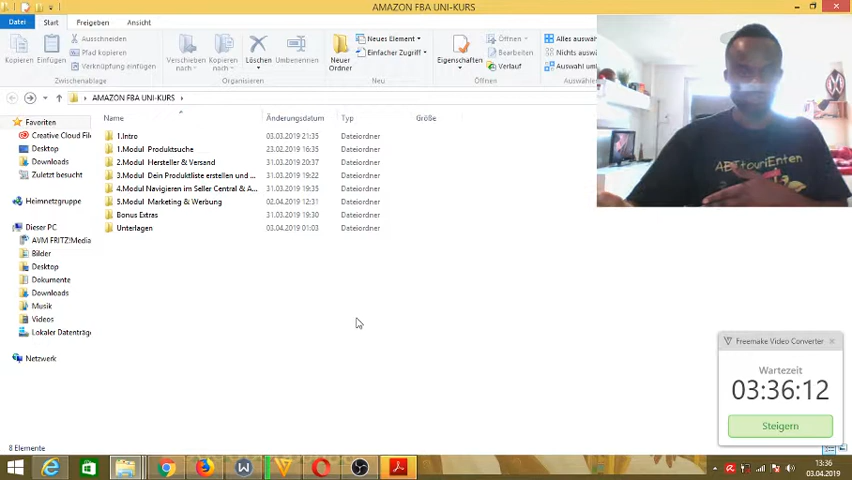 AMAZON FBA UNI-KURS
Datei
Start
Freigeben
Ansicht
Kopieren
Einfügen
Ausschneiden
Pfad kopieren
Verknüpfung einfügen
Zwischenablage
Verschieben nach
Kopieren nach
Löschen
Umbenennen
Organisieren
Neuer Ordner
Neues Element
Einfacher Zugriff
Neu
Eigenschaften
Öffnen
Bearbeiten
Verlauf
Öffnen
Alles auswäh
Nichts auswä
Auswahl
Auswäh
AMAZON FBA UNI-KURS
Name
Änderungsdatum
Typ
Größe
1.Intro 03.03.2019 21:35 Dateiordner
1.Modul Produktsuche 23.02.2019 16:35 Dateiordner
2.Modul Hersteller & Versand 31.03.2019 20:37 Dateiordner
3.Modul Dein Produktliste erstellen und ... 31.03.2019 19:22 Dateiordner
4.Modul Navigieren im Seller Central & A... 31.03.2019 19:35 Dateiordner
5.Modul Marketing & Werbung 02.04.2019 12:31 Dateiordner
Bonus Extras 31.03.2019 19:30 Dateiordner
Unterlagen 03.04.2019 01:03 Dateiordner
Favoriten
Creative Cloud File
Desktop
Downloads
Zuletzt besucht
Heimnetzgruppe
Dieser PC
AVM FRITZ!Media
Bilder
Desktop
Dokumente
Downloads
Musik
Videos
Lokaler Datenträge
Netzwerk
8 Elemente
Freemake Video Converter
Wartezeit
03:36:12
Steigern
13:36
03.04.2019